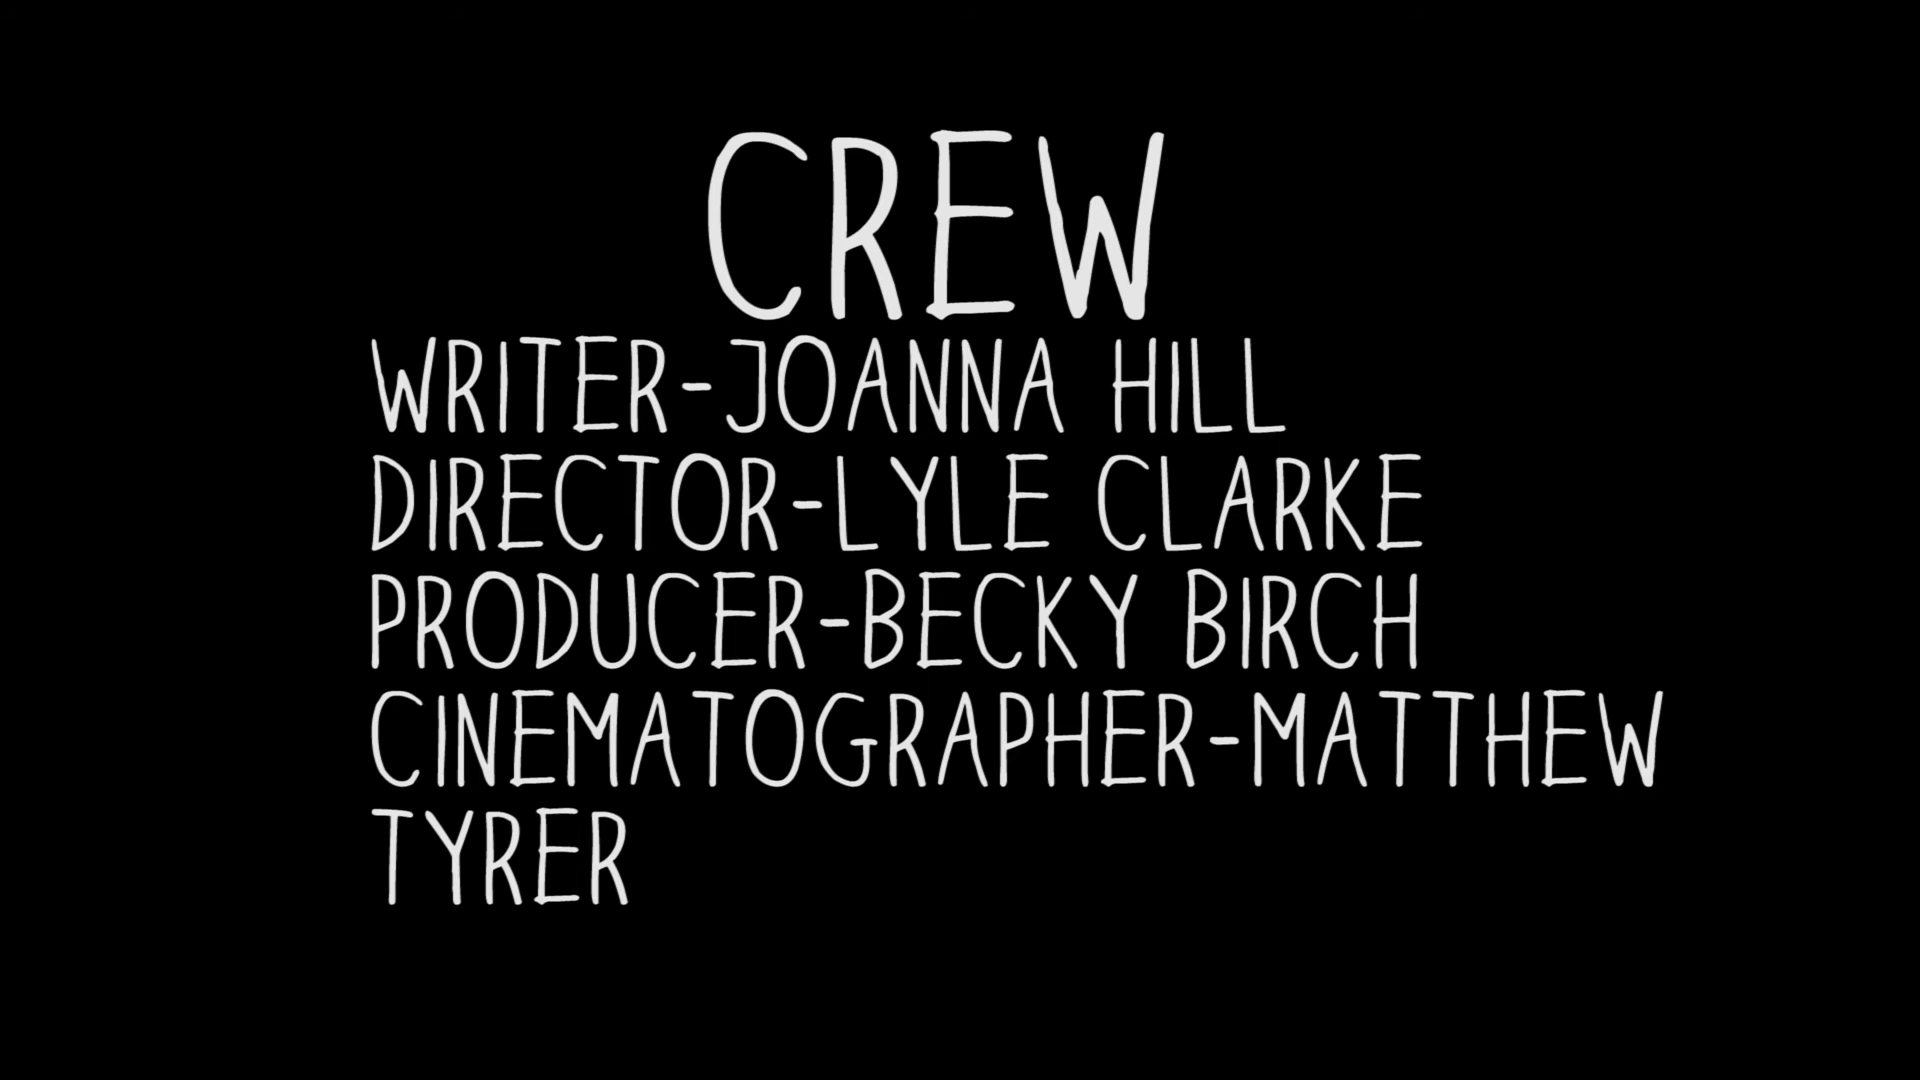 CREW
WRITER-JOANNA HILL
DIRECTOR-LYLE CLARKE
PRODUCER-BECKY BIRCH
CINEMATOGRAPHER-MATTHEW
TYRER